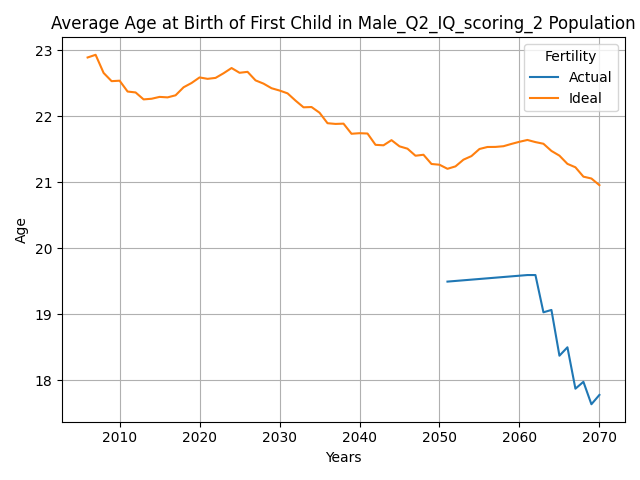 Average Age at Birth of First Child in Male_Q2_IQ_scoring_2 Population
23
22
21
20
19
18
Age
Fertility
Actual
Ideal
2010 2020 2030 2040 2050 2060 2070
Years